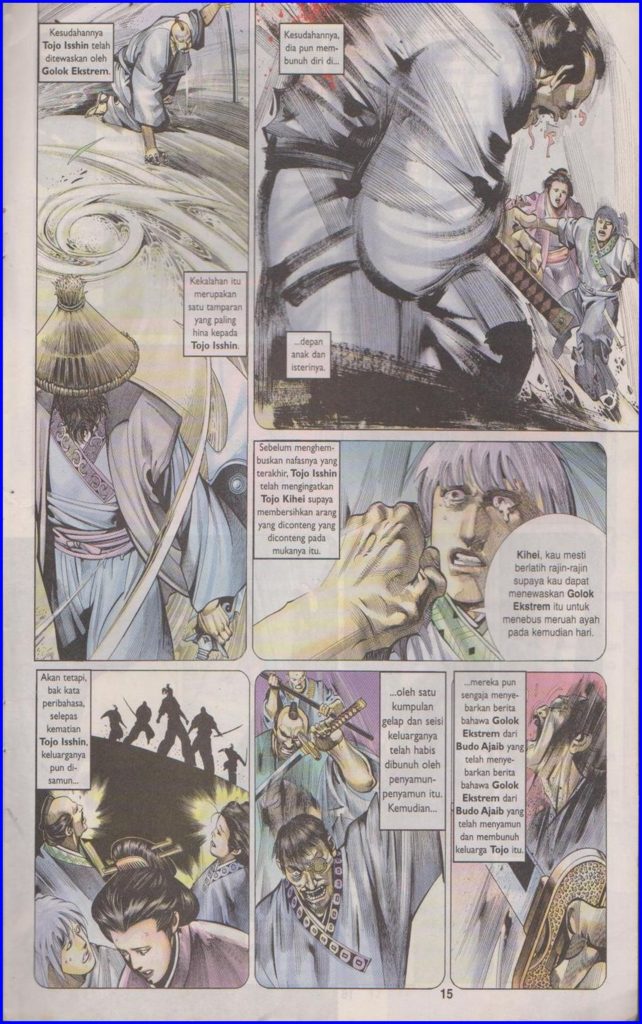 Kesudahannya
Tojo Isshin telah
ditewaskan oleh
Golok Ekstrem.
Kekalahan itu
merupakan
satu tamparan
yang paling
hina kepada
Tojo Isshin.
Kesudahannya,
dia pun mem-
bunuh diri di...
...depan
anak dan
isterinya.
Sebelum menghem-
buskan nafasnya yang
terakhir, Tojo Isshin
telah mengingatkan
Tojo Kihei supaya
membersihkan arang
yang diconteng yang
diconteng pada
mukanya itu.
Kihei, kau mesti
berlatih rajin-rajin
supaya kau dapat
menewaskan Golok
Ekstrem itu untuk
menebus meruah ayah
pada kemudian hari.
Akan tetapi,
bak kata
peribahasa,
selepas
kematian
Tojo Isshin,
keluarganya
pun di-
samun...
...oleh satu
kumpulan
gelap dan seisi
keluarganya
telah habis
dibunuh oleh
penyamun-
penyamun itu.
Kemudian...
...mereka pun
sengaja menye-
barkan berita
bahawa Golok
Ekstrem dari
Budo Ajaib yang
telah menye-
barkan berita
bahawa Golok
Ekstrem dari
Budo Ajaib yang
telah menyamun
dan membunuh
keluarga Tojo itu.
15